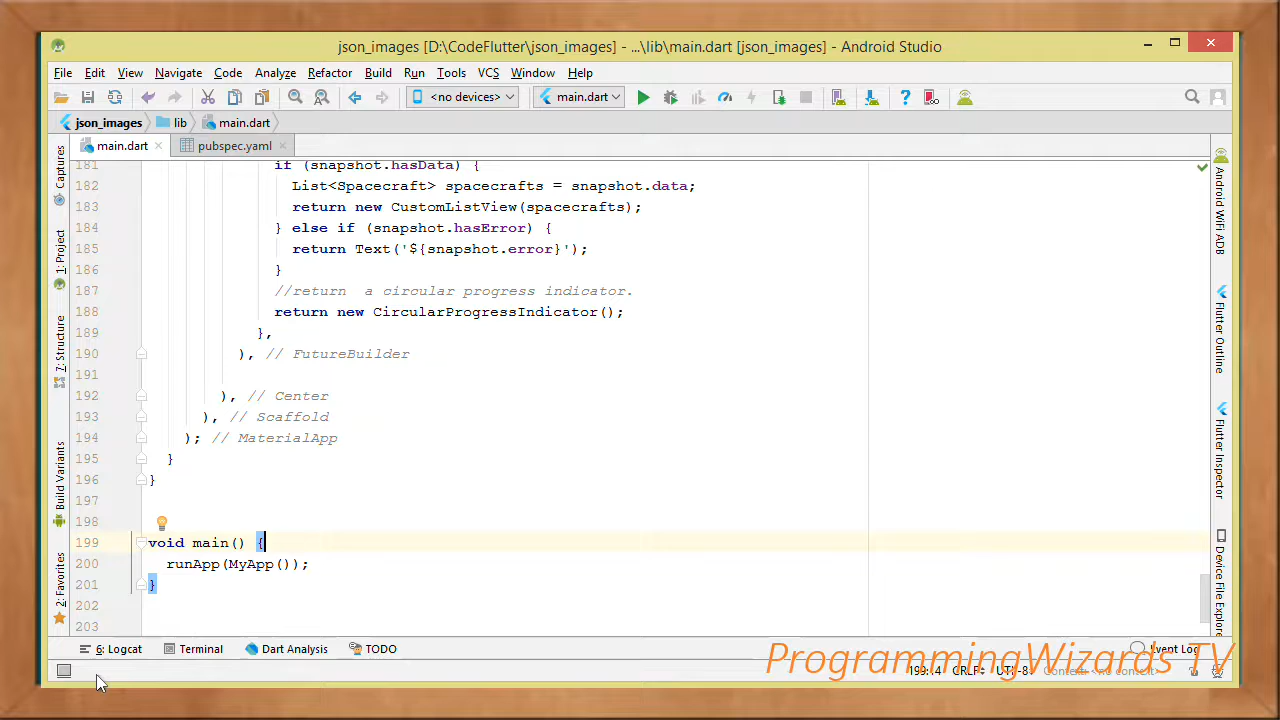 json_images [D:\CodeFlutter\json_images] - ...\lib\main.dart [json_images] - Android Studio
File Edit View Navigate Code Analyze Refactor Build Run Tools VCS Window Help
<no devices> main.dart
json_images lib main.dart
main.dart pubspec.yaml
Captures
1: Project
7: Structure
Build Variants
2: Favorites
181 if (snapshot.hasData) {
182 List<Spacecraft> spacecrafts = snapshot.data;
183 return new CustomListView(spacecrafts);
184 } else if (snapshot.hasError) {
185 return Text('${snapshot.error}');
186 }
187 //return  a circular progress indicator.
188 return new CircularProgressIndicator();
189 },
190 ), // FutureBuilder
191
192 ), // Center
193 ), // Scaffold
194 ); // MaterialApp
195 }
196 }
197
198
199 void main() {
200 runApp(MyApp());
201 }
202
203
Android WiFi ADB
Flutter Outline
Flutter Inspector
Device File Explore
6: Logcat Terminal Dart Analysis TODO Event Log
ProgrammingWizards TV
199:14 CRLF UTF-8 Context: <no context>